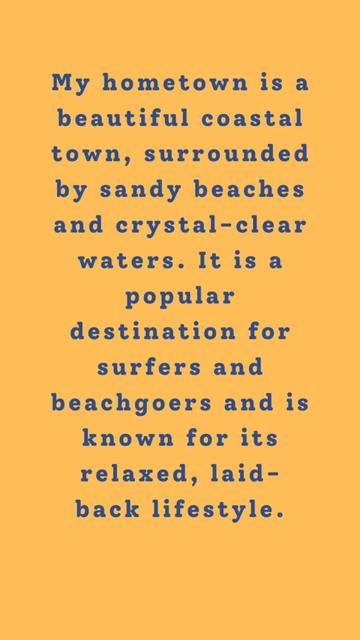 My hometown is a
beautiful coastal
town, surrounded
by sandy beaches
and crystal-clear
waters. It is a
popular
destination for
surfers and
beachgoers and is
known for its
relaxed, laid-
back lifestyle.